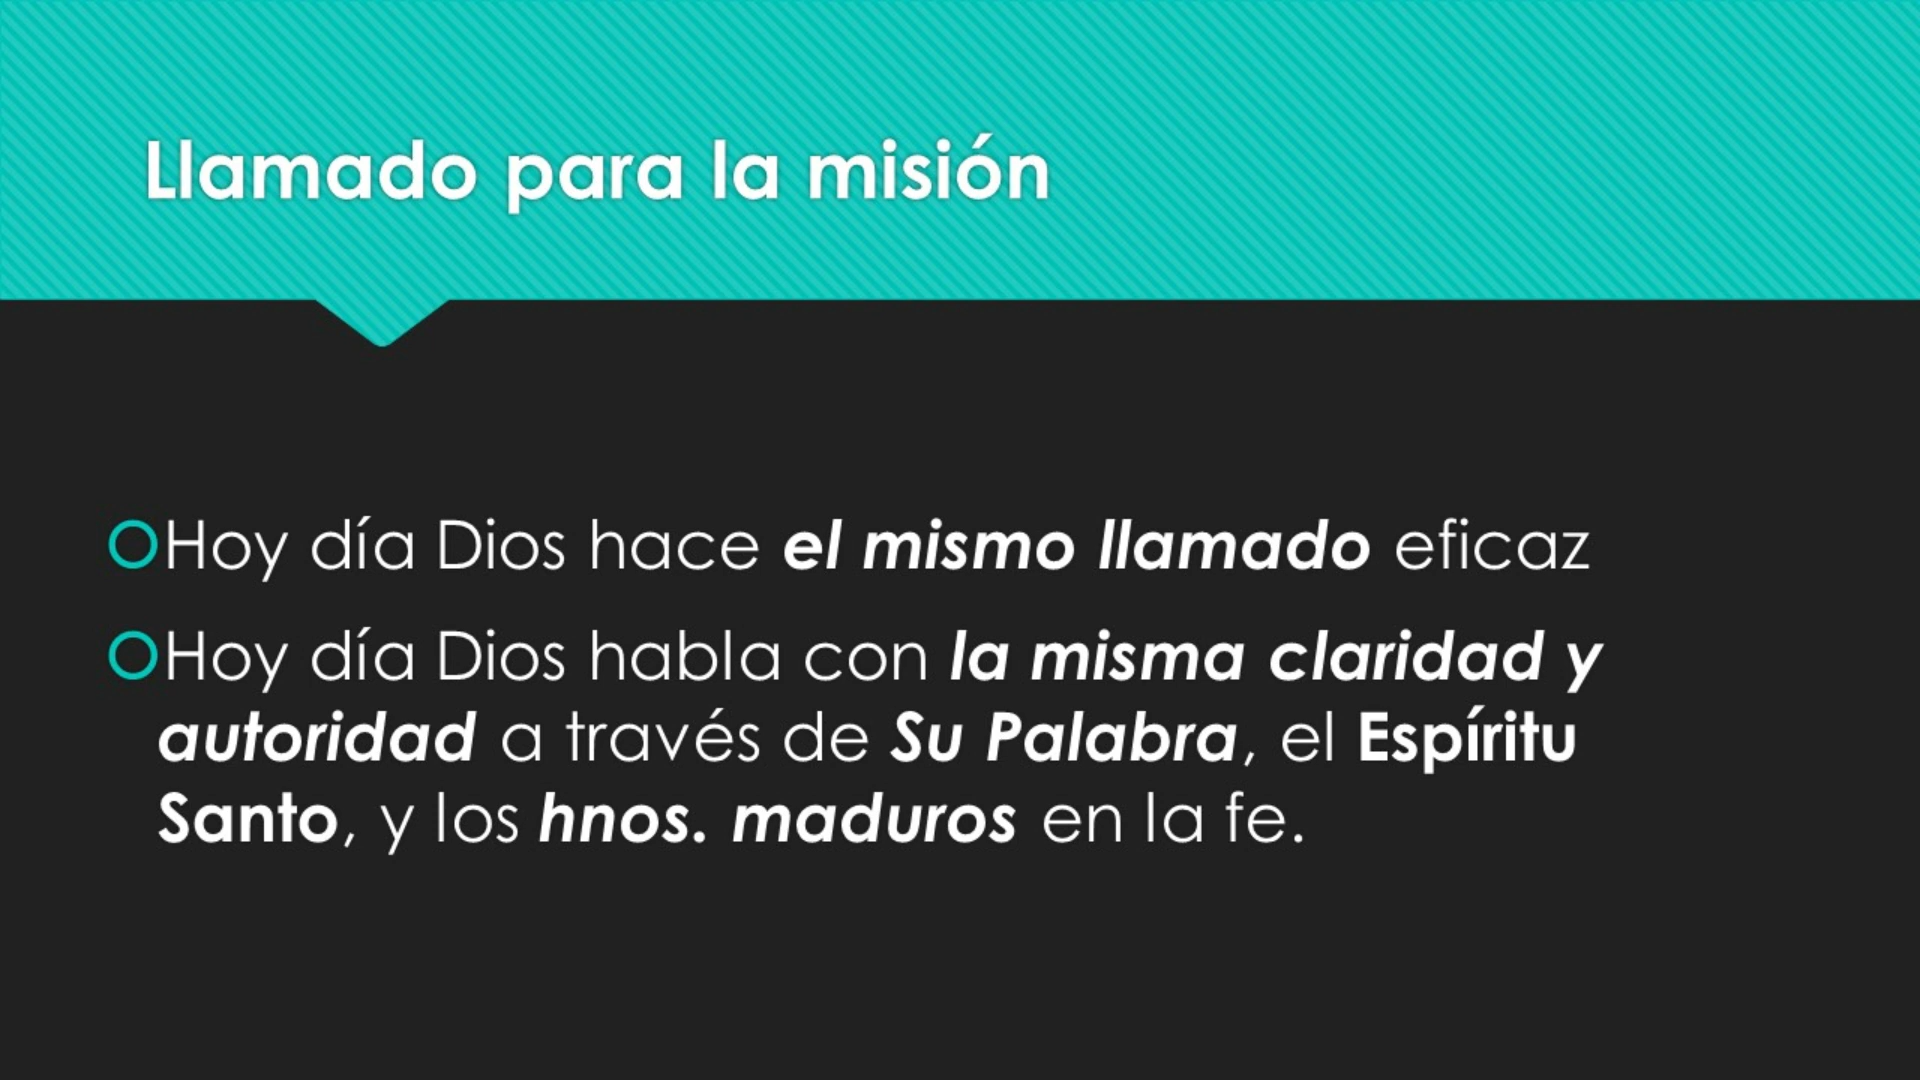 Llamado para la misión
Hoy día Dios hace el mismo llamado eficaz
Hoy día Dios habla con la misma claridad y
autoridad a través de Su Palabra, el Espíritu
Santo, y los hnos. maduros en la fe.